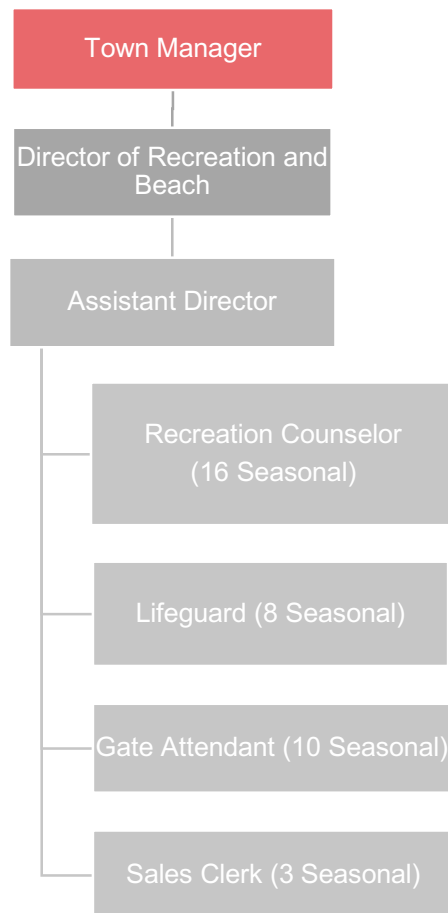 Town Manager
Director of Recreation and
Beach
Assistant Director
Recreation Counselor
(16 Seasonal)
Lifeguard (8 Seasonal)
Gate Attendant (10 Seasonal)
Sales Clerk (3 Seasonal)